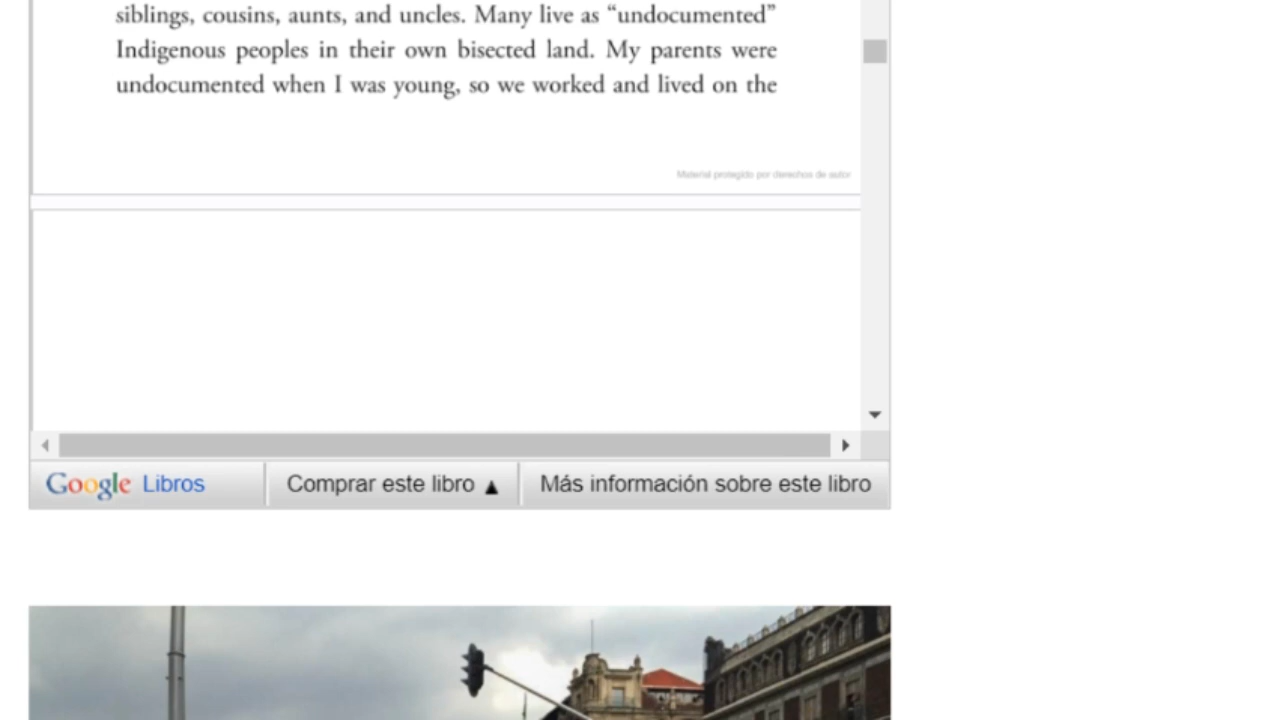 siblings, cousins, aunts, and uncles. Many live as “undocumented”
Indigenous peoples in their own bisected land. My parents were
undocumented when I was young, so we worked and lived on the
Material protegido por derechos de autor
Google Libros
Comprar este libro ▲
Más información sobre este libro